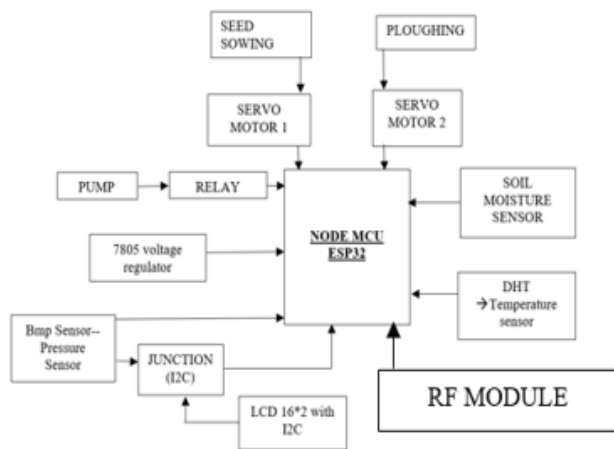 SEED
SOWING
PLOUGHING
SERVO
MOTOR 1
SERVO
MOTOR 2
PUMP
RELAY
SOIL
MOISTURE
SENSOR
NODE MCU
ESP32
7805 voltage
regulator
DHT
→Temperature
sensor
Bmp Sensor--
Pressure
Sensor
JUNCTION
(I2C)
RF MODULE
LCD 16*2 with
I2C